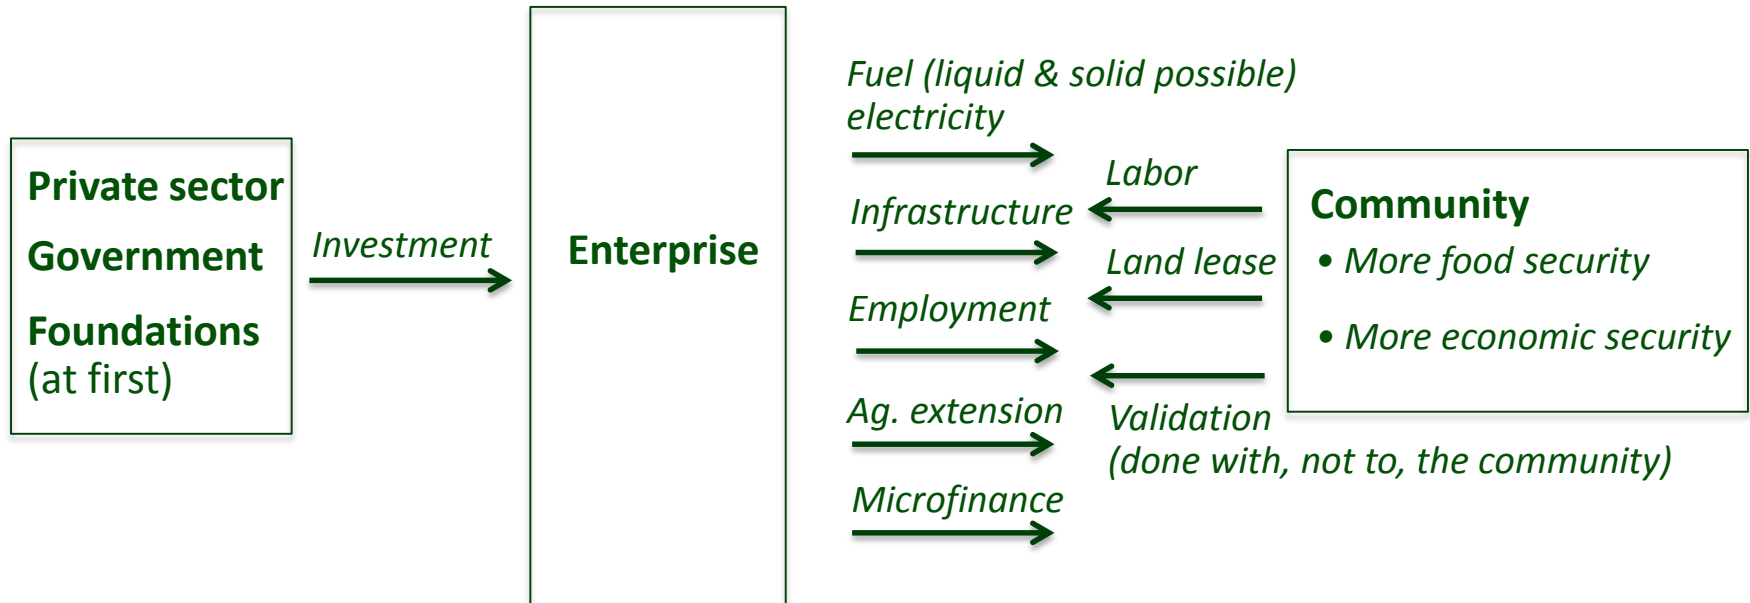 Private sector
Government
Foundations
(at first)
Investment
Enterprise
Fuel (liquid & solid possible)
electricity
Infrastructure
Employment
Ag. extension
Microfinance
Labor
Land lease
Validation
(done with, not to, the community)
Community
• More food security
• More economic security